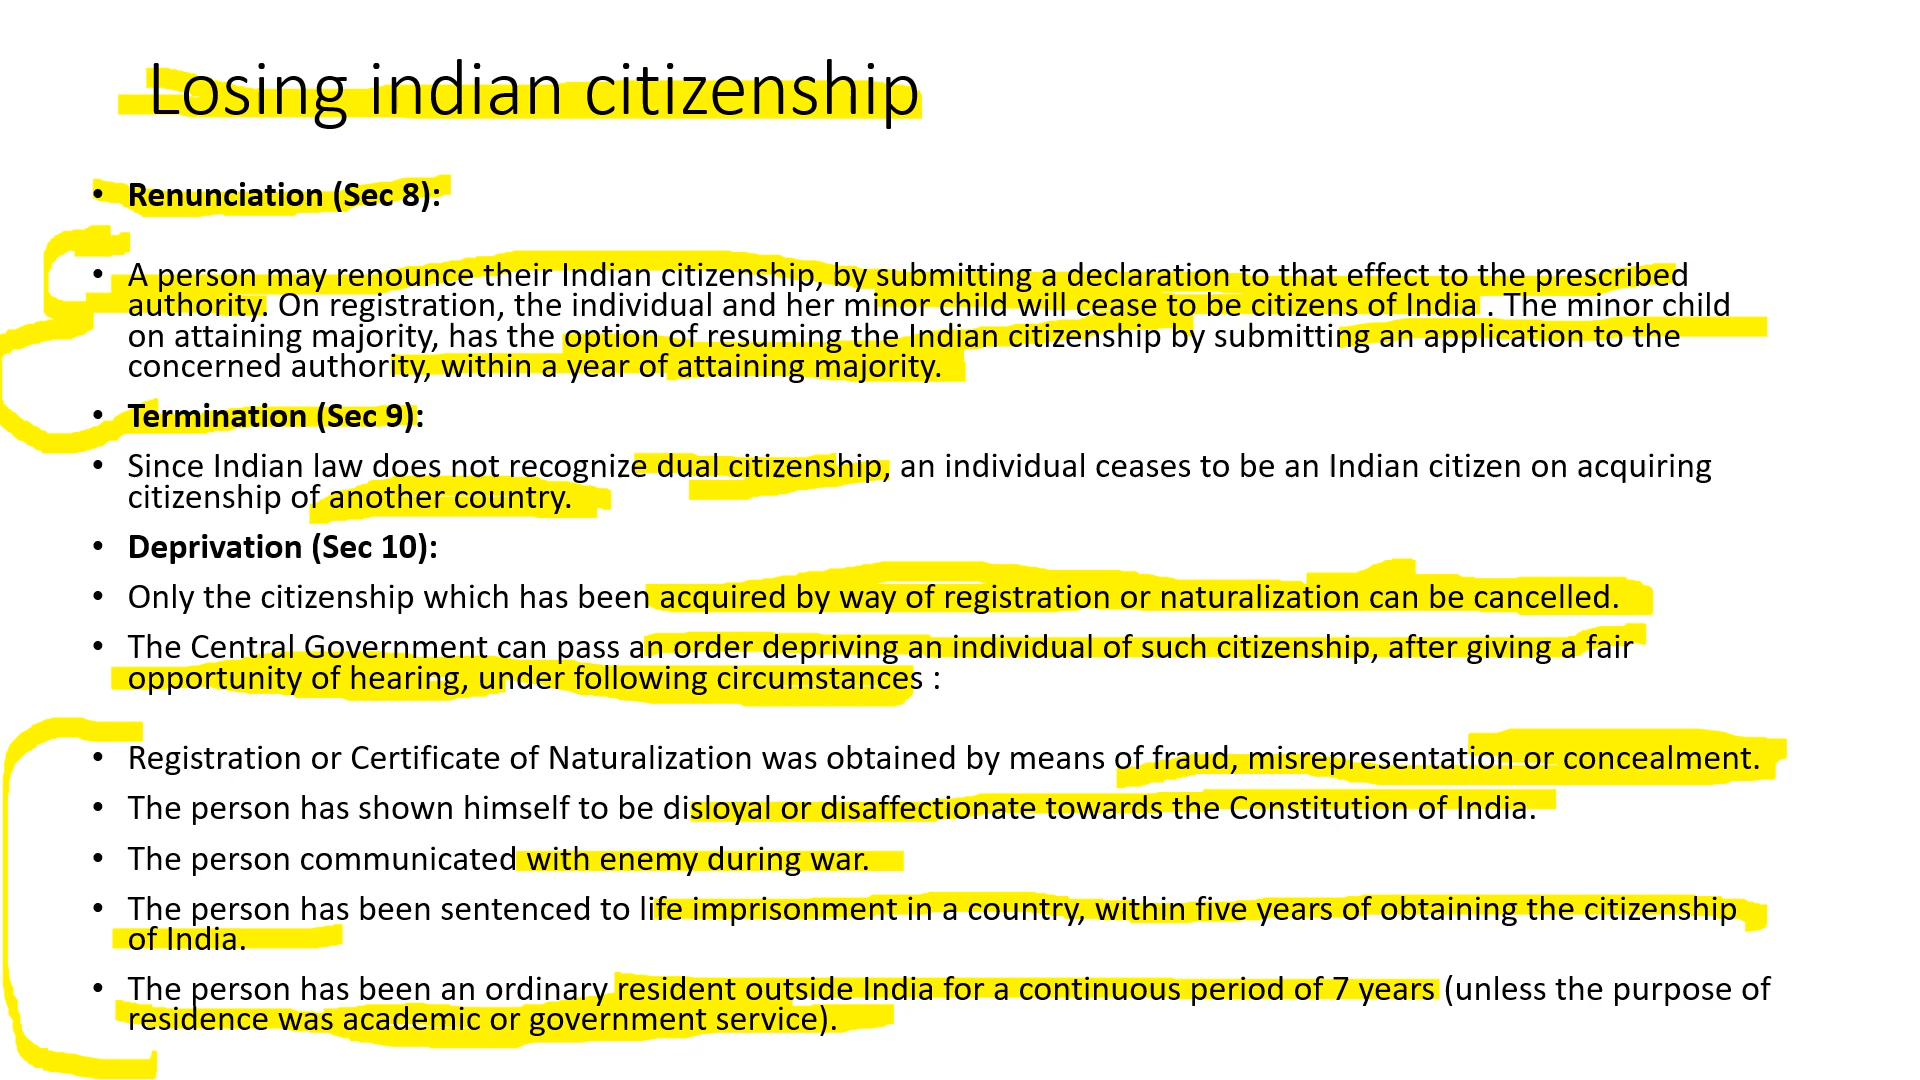 Losing indian citizenship
• Renunciation (Sec 8):
• A person may renounce their Indian citizenship, by submitting a declaration to that effect to the prescribed
authority. On registration, the individual and her minor child will cease to be citizens of India . The minor child
on attaining majority, has the option of resuming the Indian citizenship by submitting an application to the
concerned authority, within a year of attaining majority.
• Termination (Sec 9):
• Since Indian law does not recognize dual citizenship, an individual ceases to be an Indian citizen on acquiring
citizenship of another country.
• Deprivation (Sec 10):
• Only the citizenship which has been acquired by way of registration or naturalization can be cancelled.
• The Central Government can pass an order depriving an individual of such citizenship, after giving a fair
opportunity of hearing, under following circumstances :
• Registration or Certificate of Naturalization was obtained by means of fraud, misrepresentation or concealment.
• The person has shown himself to be disloyal or disaffectionate towards the Constitution of India.
• The person communicated with enemy during war.
• The person has been sentenced to life imprisonment in a country, within five years of obtaining the citizenship
of India.
• The person has been an ordinary resident outside India for a continuous period of 7 years (unless the purpose of
residence was academic or government service).